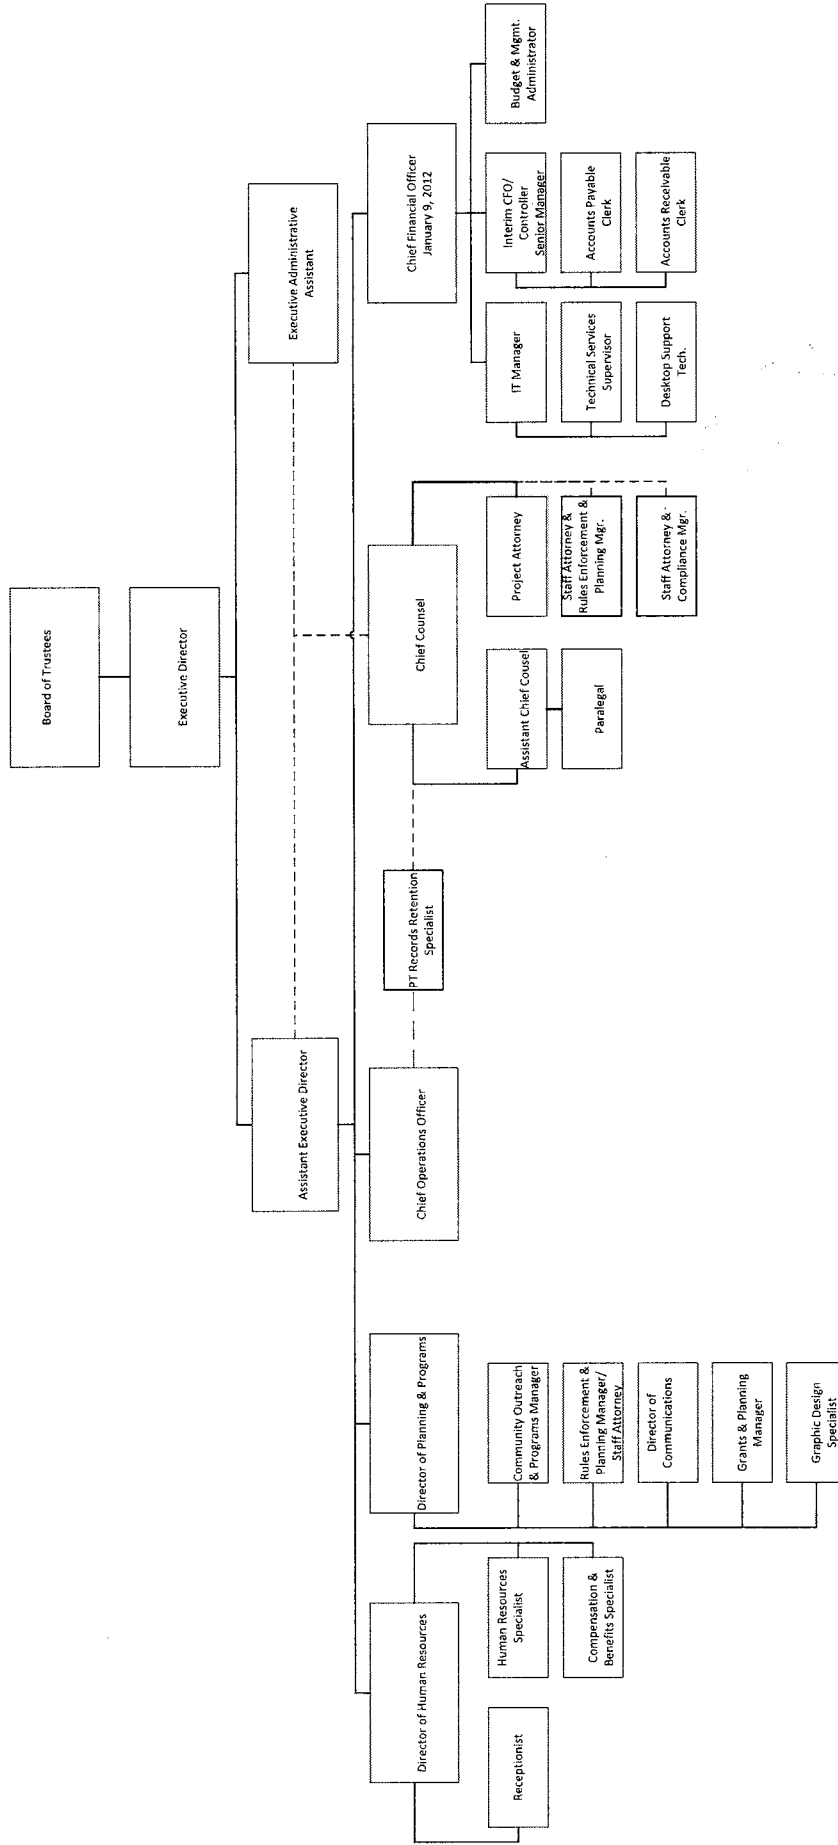 Board of Trustees
Executive Director
Assistant Executive Director
Executive Administrative
Assistant
Director of Human Resources
Director of Planning & Programs
Chief Operations Officer
PT Records Retention
Specialist
Chief Counsel
Chief Financial Officer
January 9, 2012
Receptionist
Human Resources
Specialist
Compensation &
Benefits Specialist
Community Outreach
& Programs Manager
Rules Enforcement &
Planning Manager/
Staff Attorney
Director of
Communications
Grants & Planning
Manager
Graphic Design
Specialist
Assistant Chief Cousel
Paralegal
Project Attorney
Staff Attorney &
Rules Enforcement &
Planning Mgr.
Staff Attorney &
Compliance Mgr.
IT Manager
Technical Services
Supervisor
Desktop Support
Tech.
Interim CFO/
Controller
Senior Manager
Accounts Payable
Clerk
Accounts Receivable
Clerk
Budget & Mgmt.
Administrator